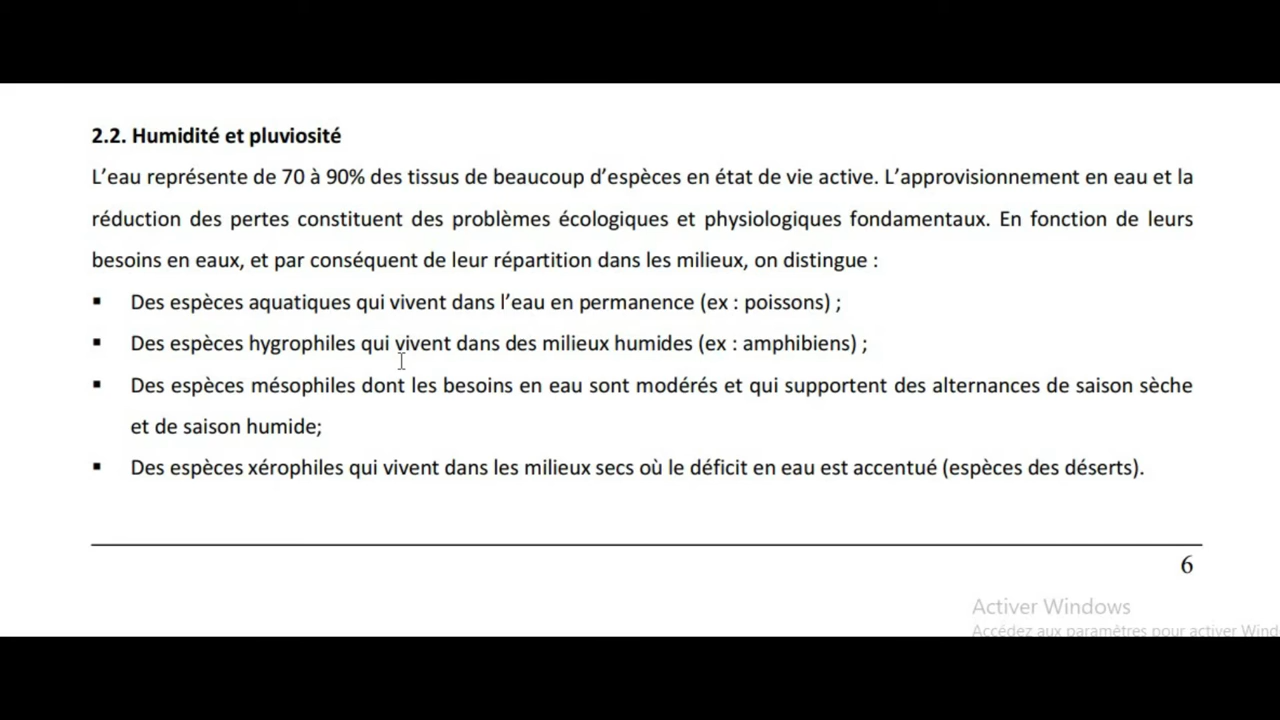 2.2. Humidité et pluviosité
L’eau représente de 70 à 90% des tissus de beaucoup d’espèces en état de vie active. L’approvisionnement en eau et la
réduction des pertes constituent des problèmes écologiques et physiologiques fondamentaux. En fonction de leurs
besoins en eaux, et par conséquent de leur répartition dans les milieux, on distingue :
▪ Des espèces aquatiques qui vivent dans l’eau en permanence (ex : poissons) ;
▪ Des espèces hygrophiles qui vivent dans des milieux humides (ex : amphibiens) ;
▪ Des espèces mésophiles dont les besoins en eau sont modérés et qui supportent des alternances de saison sèche
et de saison humide;
▪ Des espèces xérophiles qui vivent dans les milieux secs où le déficit en eau est accentué (espèces des déserts).
6
Activer Windows
Accédez aux paramètres pour activer Wind